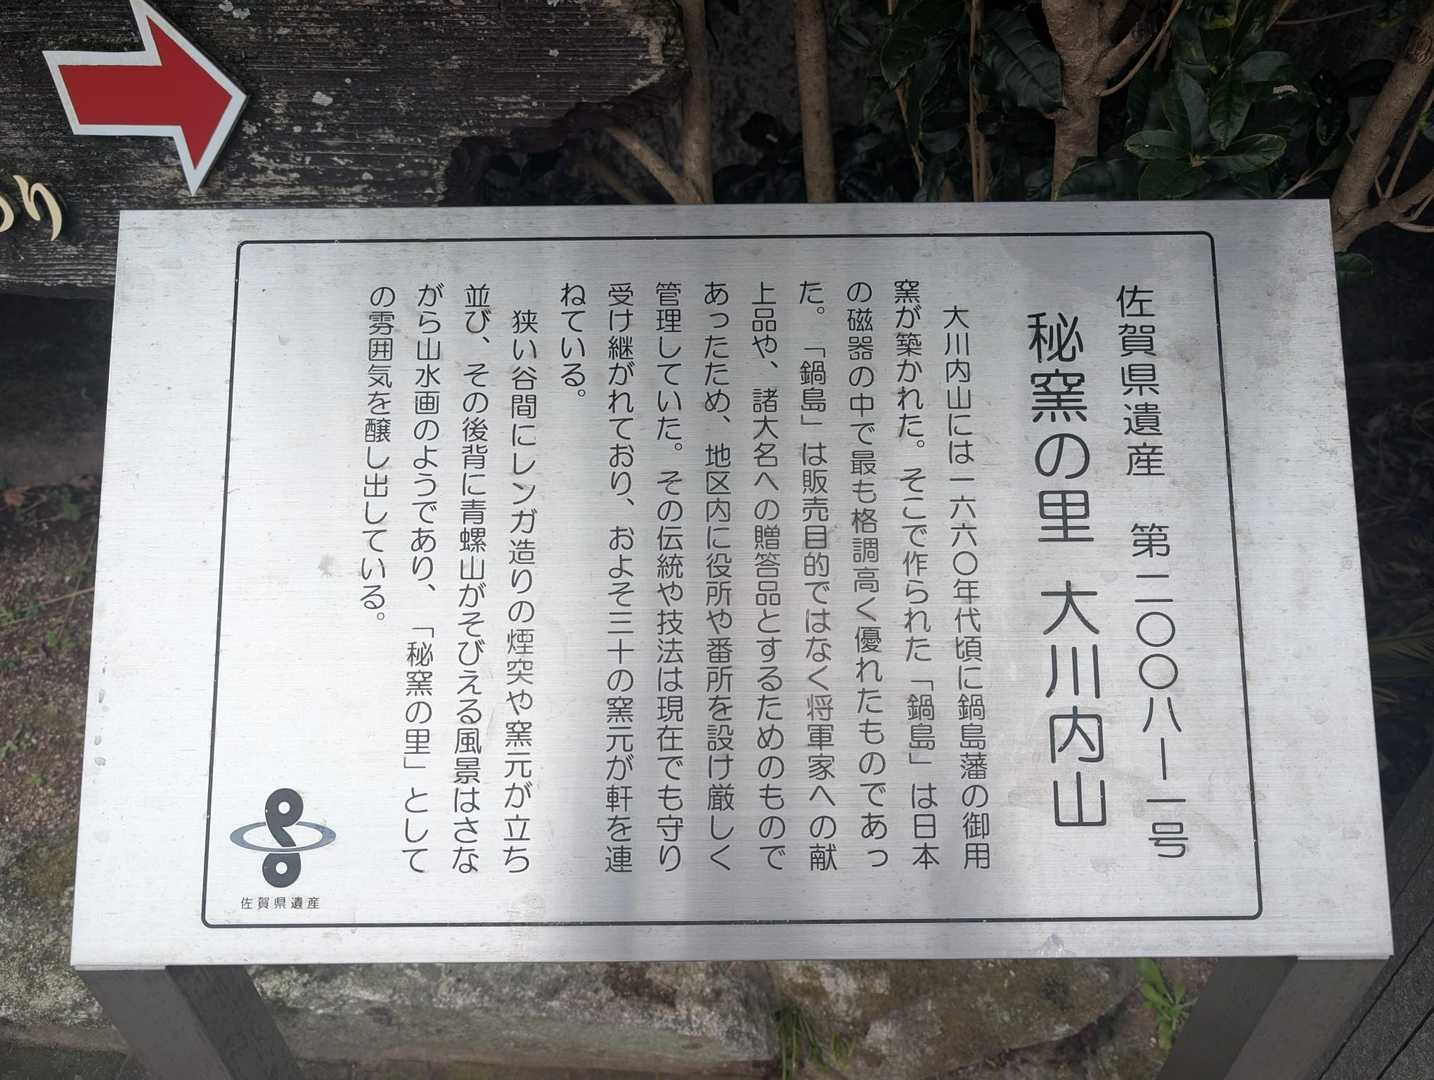 佐賀県遺産　第二〇〇八ー一号
秘窯の里　大川内山
大川内山には一六六〇年代頃に鍋島藩の御用
窯が築かれた。そこで作られた「鍋島」は日本
の磁器の中で最も格調高く優れたものであっ
た。「鍋島」は販売目的ではなく将軍家への献
上品や、諸大名への贈答品とするためのもので
あったため、地区内に役所や番所を設け厳しく
管理していた。その伝統や技法は現在でも守り
受け継がれており、およそ三十の窯元が軒を連
ねている。
狭い谷間にレンガ造りの煙突や窯元が立ち
並び、その後背に青螺山がそびえる風景はさな
がら山水画のようであり、「秘窯の里」として
の雰囲気を醸し出している。
佐賀県遺産